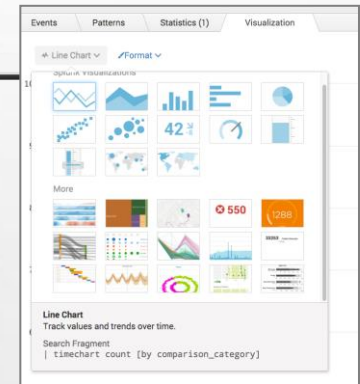 Events Patterns Statistics (1) Visualization
Line Chart Format
Splunk Visualizations
42
More
550
1288
Line Chart
Track values and trends over time.
Search Fragment
| timechart count [by comparison_category]